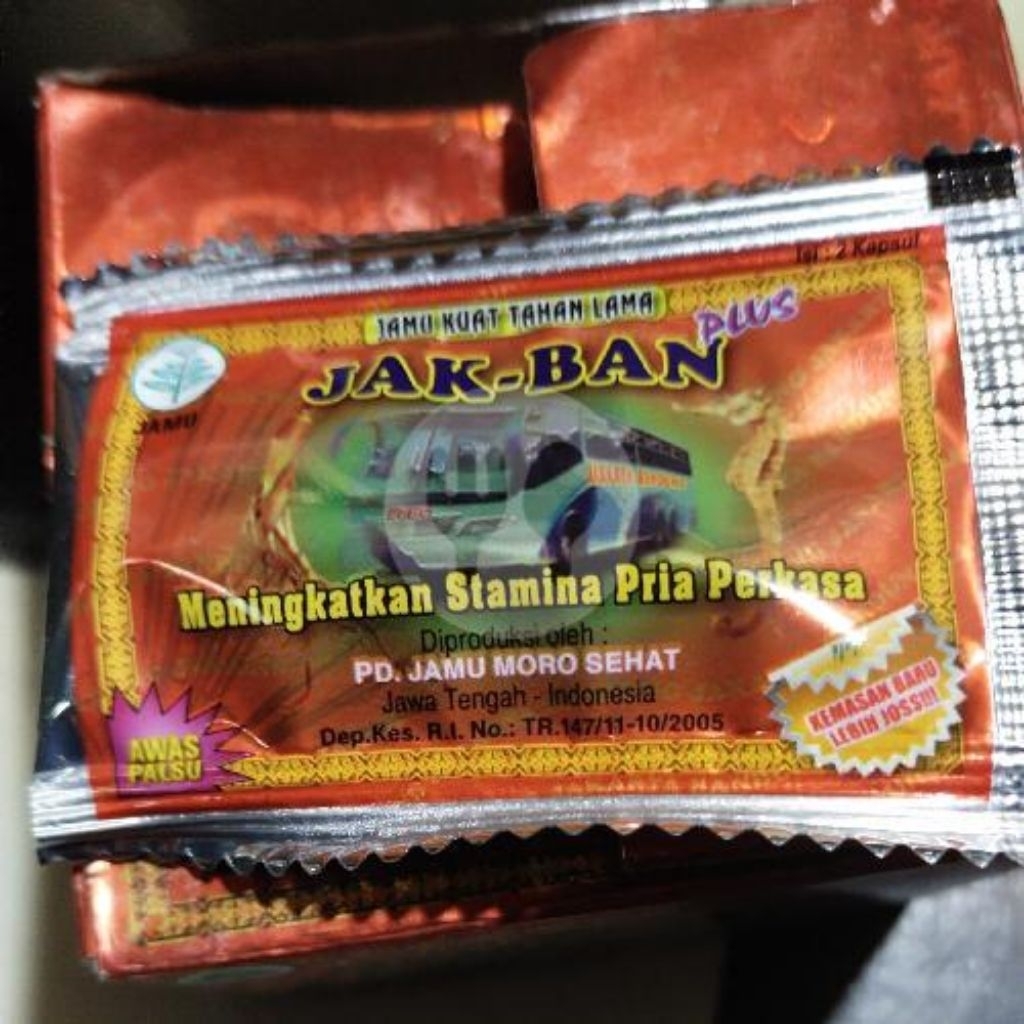 Isi : 2 Kapsul
JAMU KUAT TAHAN LAMA
JAK-BAN
PLUS
JAMU
Meningkatkan Stamina Pria Perkasa
Diproduksi oleh :
PD. JAMU MORO SEHAT
Jawa Tengah - Indonesia
Dep.Kes. R.I. No.: TR.147/11-10/2005
AWAS
PALSU
KEMASAN BARU
LEBIH JOSS!!!